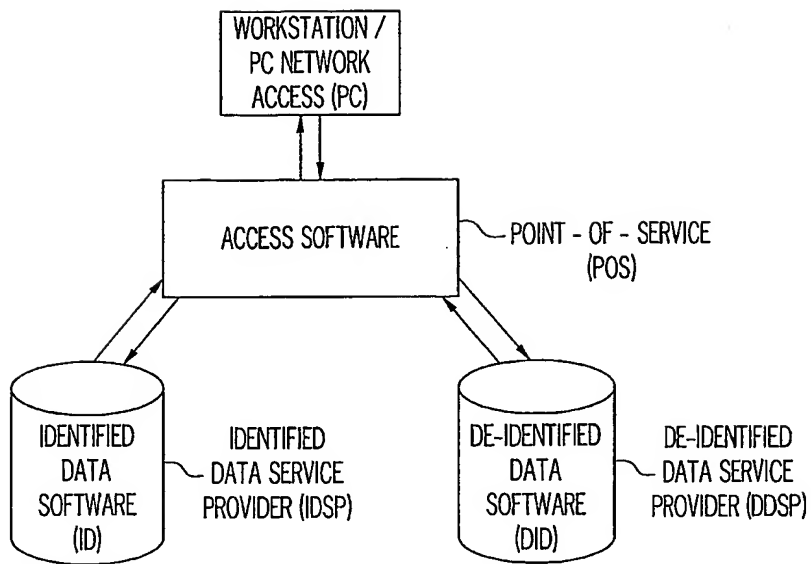 WORKSTATION /
PC NETWORK
ACCESS (PC)
ACCESS SOFTWARE
POINT - OF - SERVICE
(POS)
IDENTIFIED
DATA
SOFTWARE
(ID)
IDENTIFIED
DATA SERVICE
PROVIDER (IDSP)
DE-IDENTIFIED
DATA
SOFTWARE
(DID)
DE-IDENTIFIED
DATA SERVICE
PROVIDER (DDSP)